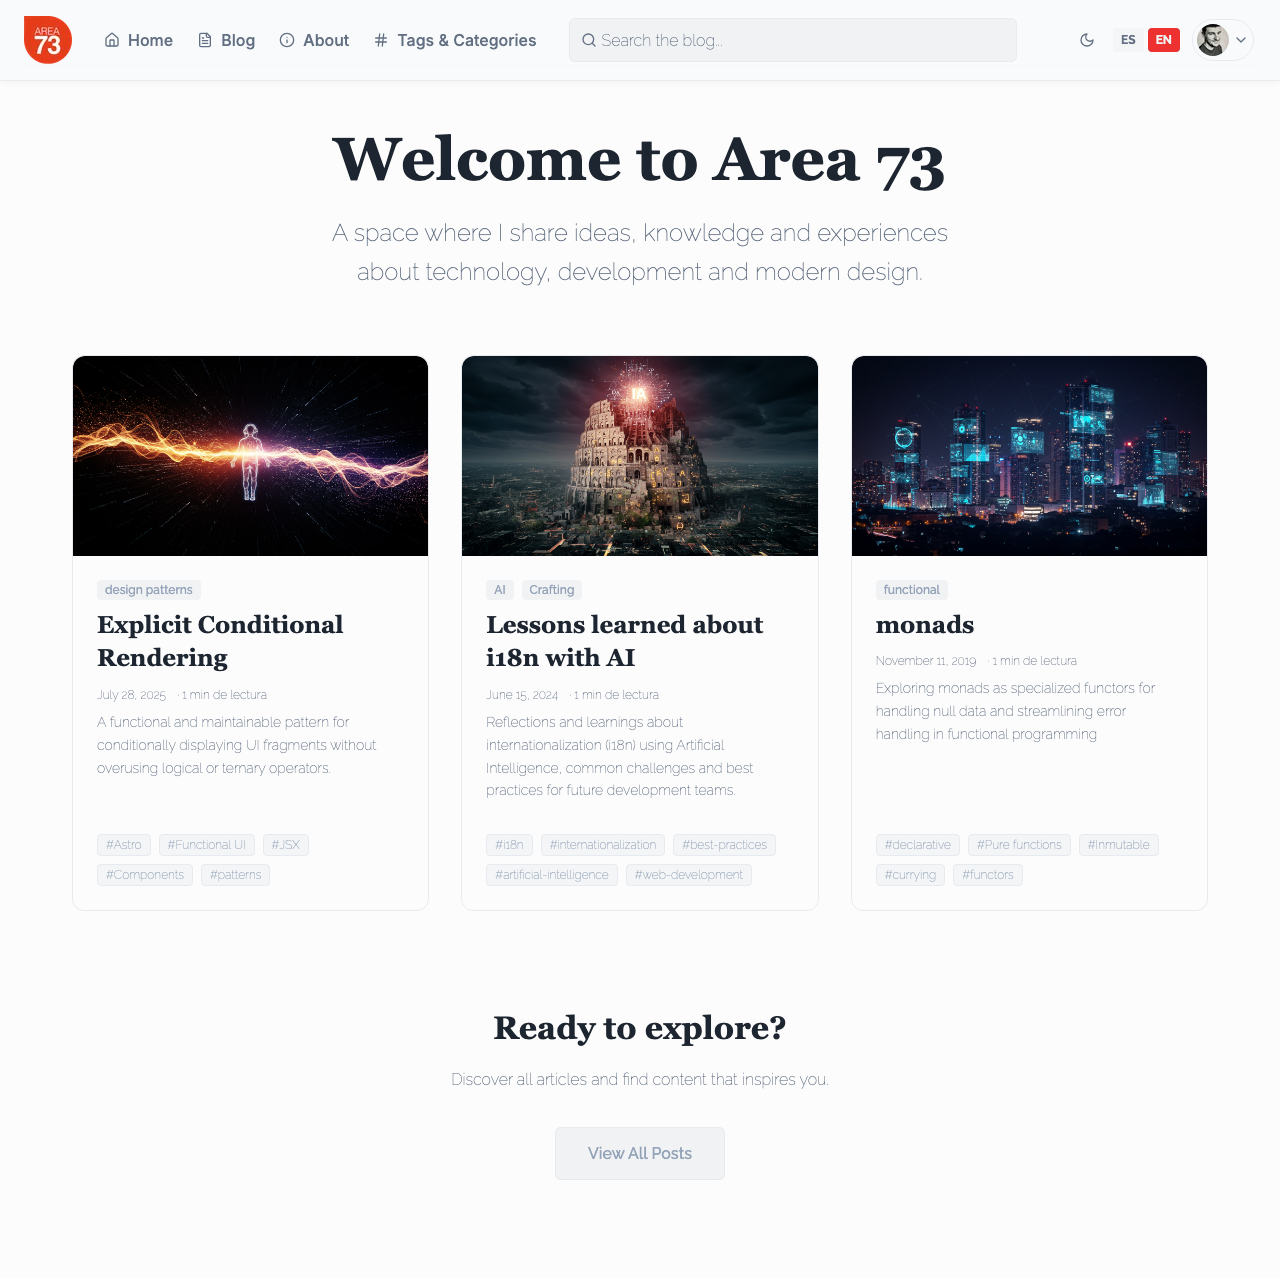 AREA
73
Home
Blog
About
Tags & Categories
Search the blog...
ES
EN
Welcome to Area 73
A space where I share ideas, knowledge and experiences
about technology, development and modern design.
IA
design patterns
Explicit Conditional
Rendering
July 28, 2025 · 1 min de lectura
A functional and maintainable pattern for
conditionally displaying UI fragments without
overusing logical or ternary operators.
#Astro #Functional UI #JSX
#Components #patterns
AI Crafting
Lessons learned about
i18n with AI
June 15, 2024 · 1 min de lectura
Reflections and learnings about
internationalization (i18n) using Artificial
Intelligence, common challenges and best
practices for future development teams.
#i18n #internationalization #best-practices
#artificial-intelligence #web-development
functional
monads
November 11, 2019 · 1 min de lectura
Exploring monads as specialized functors for
handling null data and streamlining error
handling in functional programming
#declarative #Pure functions #Inmutable
#currying #functors
Ready to explore?
Discover all articles and find content that inspires you.
View All Posts